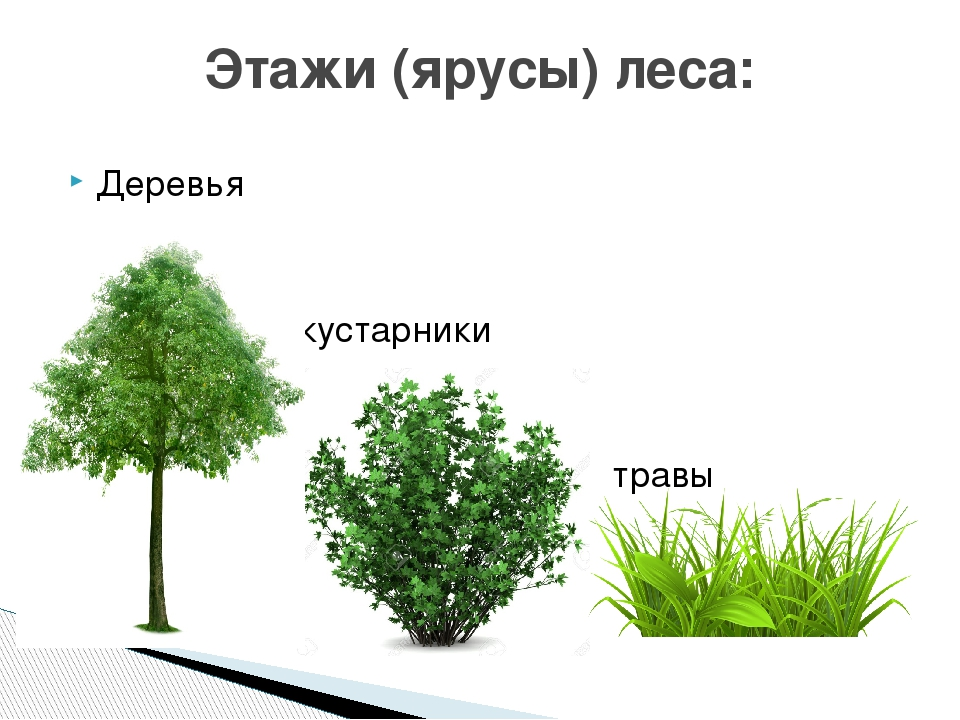 Этажи (ярусы) леса:
Деревья
кустарники
травы